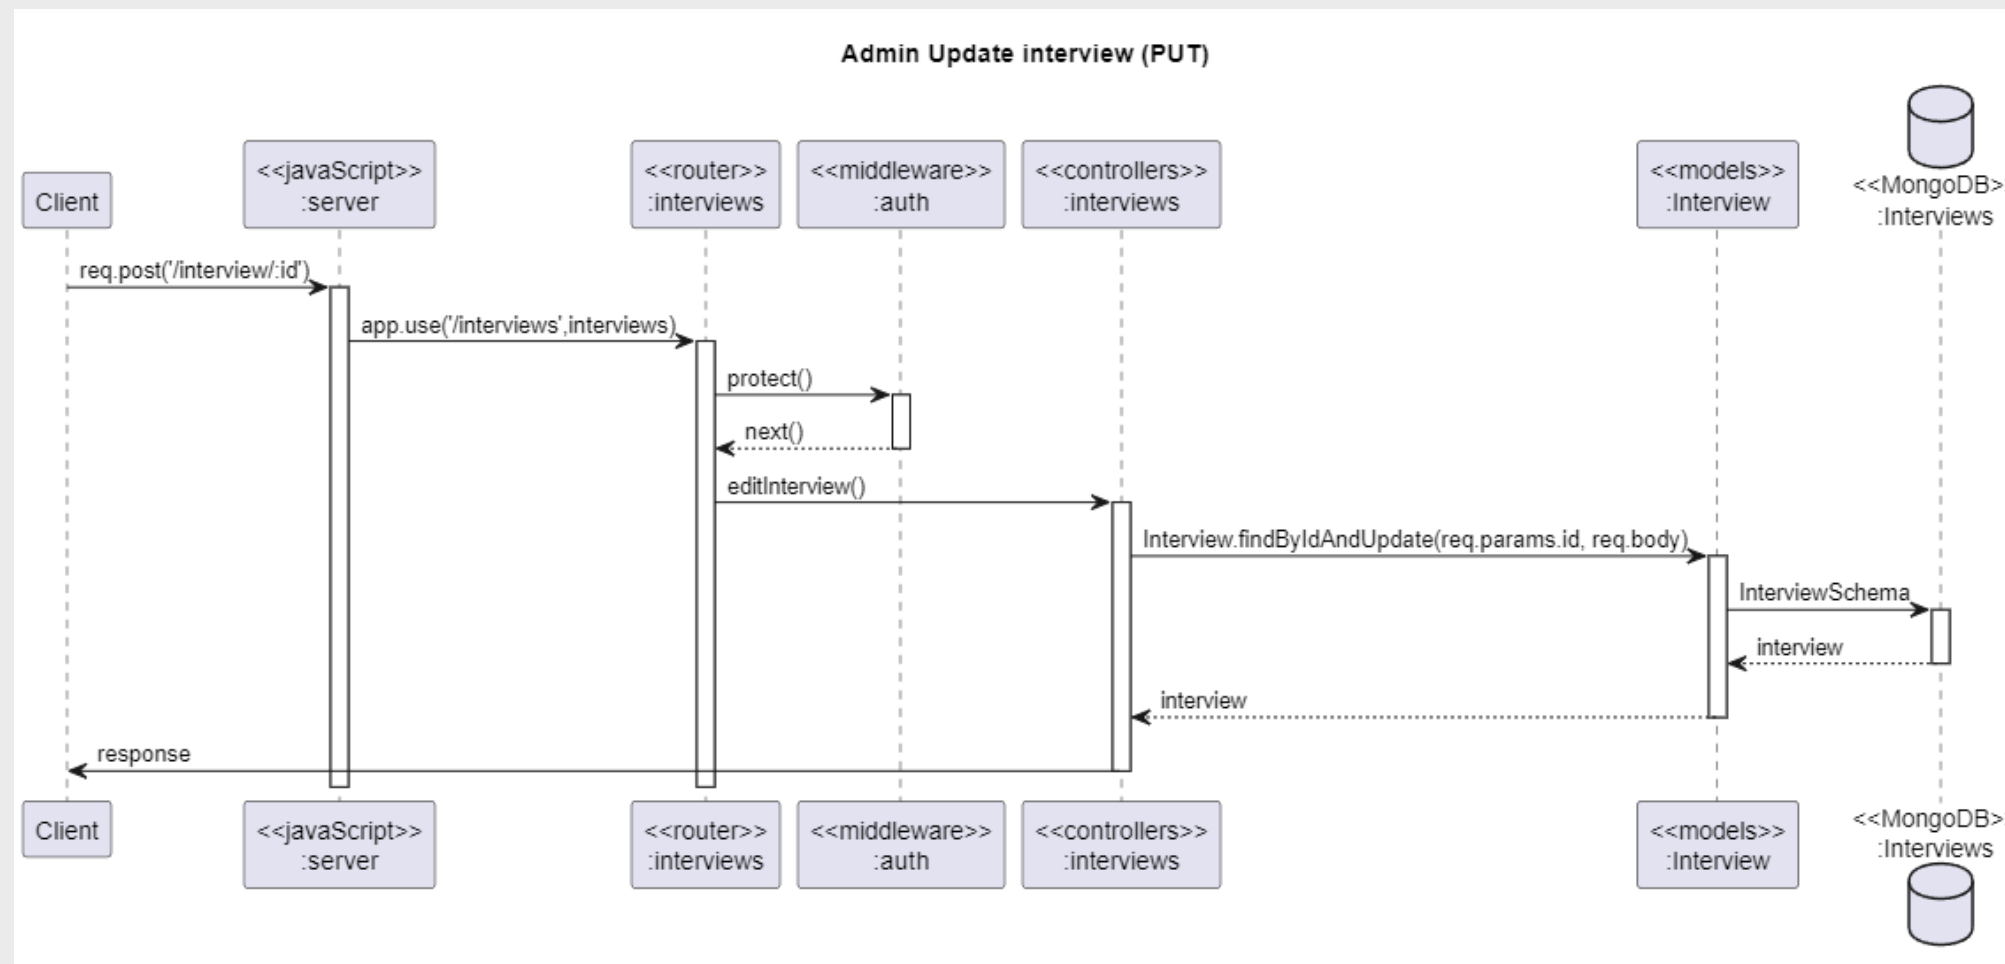 Admin Update interview (PUT)
Client
<<javaScript>>
:server
<<router>>
:interviews
<<middleware>>
:auth
<<controllers>>
:interviews
<<models>>
:Interview
<<MongoDB>
:Interviews
req.post('/interview/:id')
app.use('/interviews',interviews)
protect()
next()
editInterview()
Interview.findByIdAndUpdate(req.params.id, req.body)
InterviewSchema
interview
interview
response
Client
<<javaScript>>
:server
<<router>>
:interviews
<<middleware>>
:auth
<<controllers>>
:interviews
<<models>>
:Interview
<<MongoDB>
:Interviews